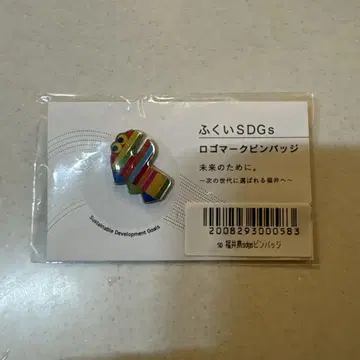 ふくいSDGs
ロゴマークピンバッジ
未来のために。
〜次の世代に選ばれる福井へ〜
Sustainable Development Goals
2008293000583
50 福井県sdgsピンバッジ